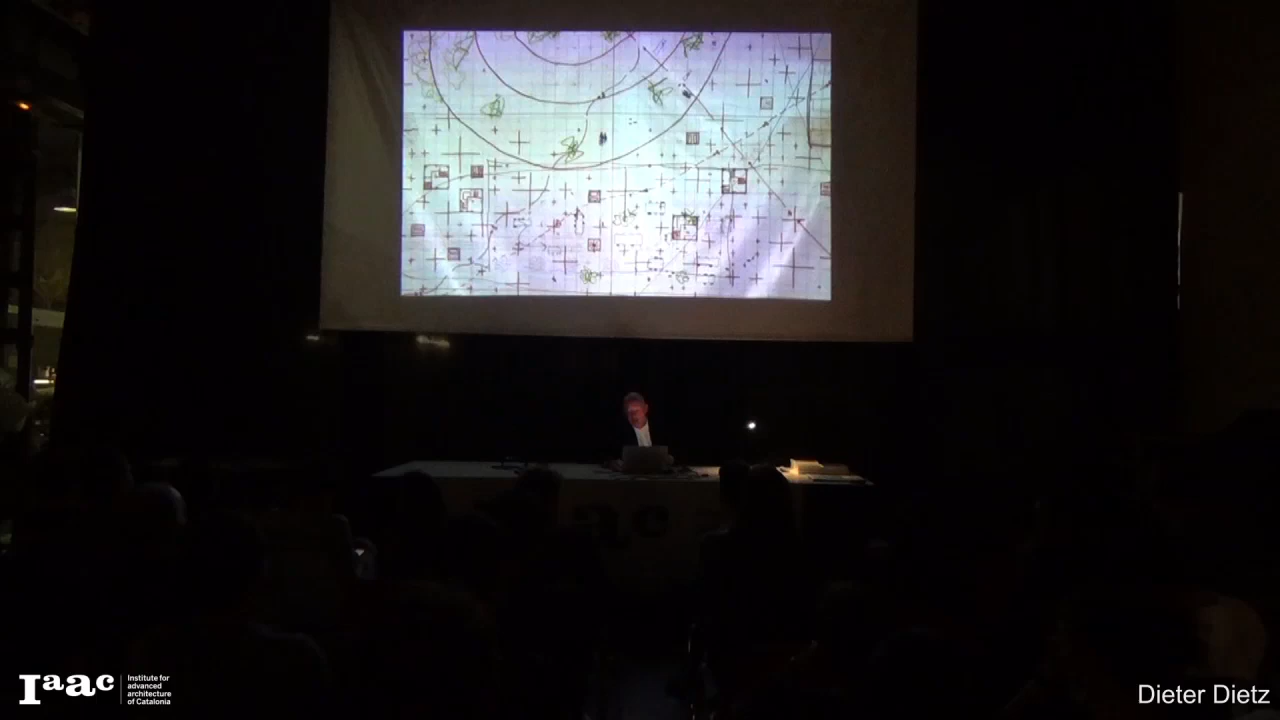 Iaac
Institute for
advanced
architecture
of Catalonia
Dieter Dietz